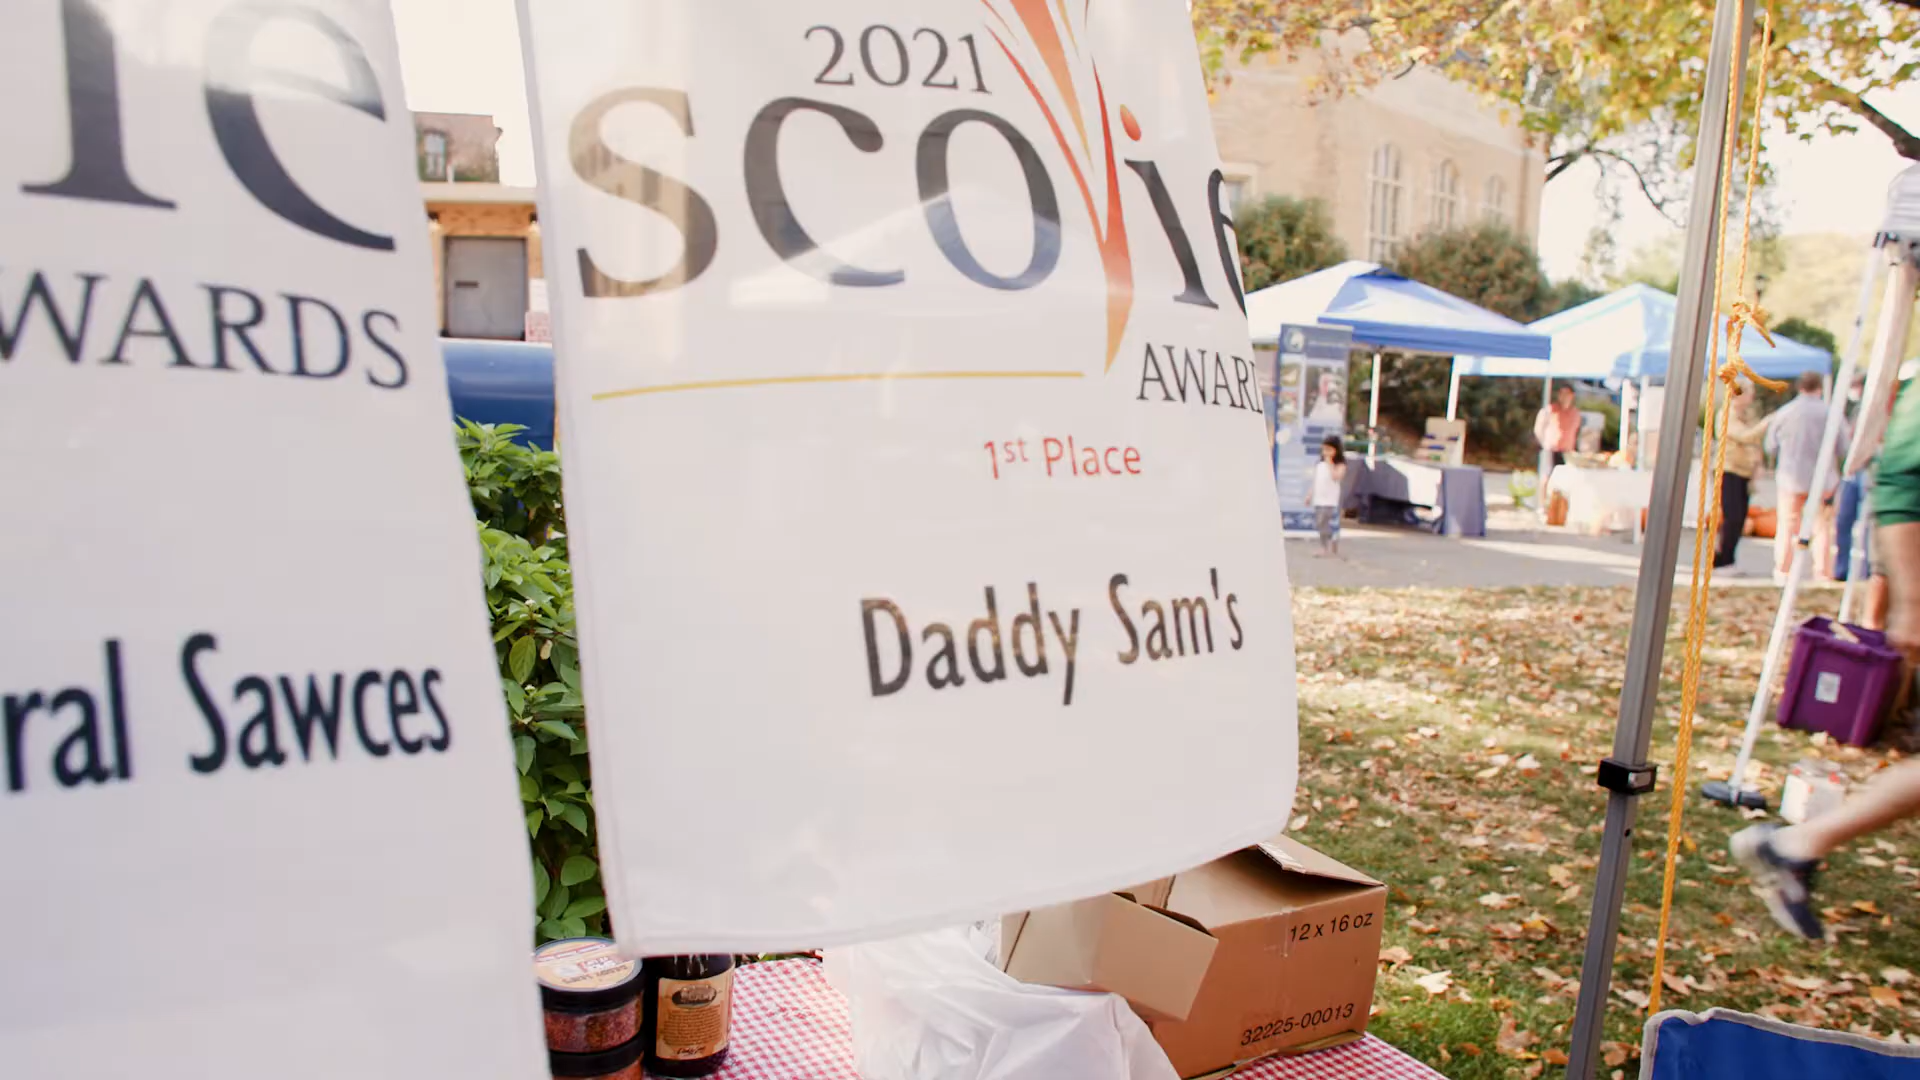 ie
WARDS
ral Sawces
2021
scovie
AWARD
1st Place
Daddy Sam's
12 x 16 oz
32225-00013